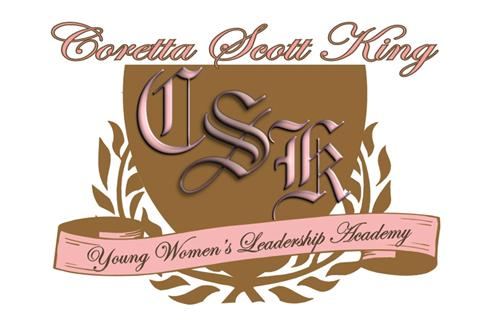 Coretta Scott King
CSK
Young Women's Leadership Academy